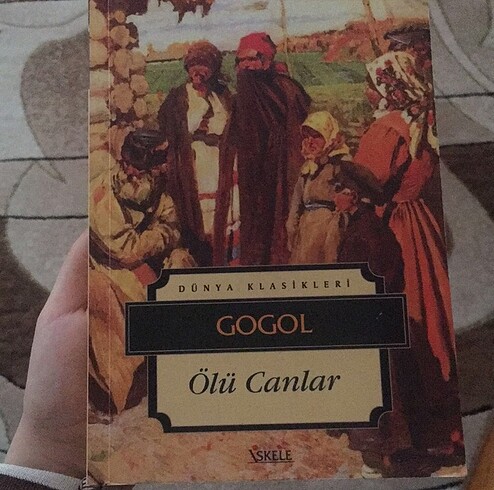 DÜNYA KLASİKLERİ
GOGOL
Ölü Canlar
İSKELE